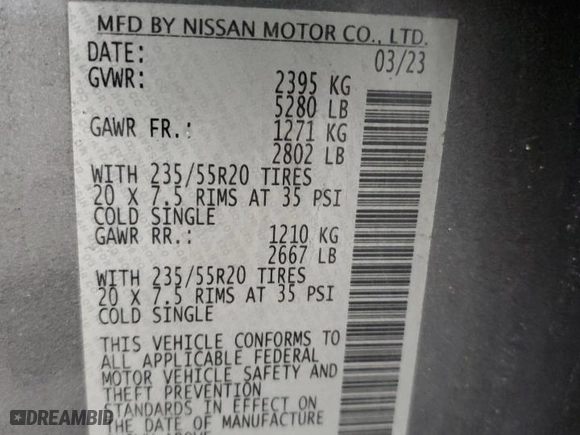 MFD BY NISSAN MOTOR CO., LTD.
DATE: 03/23
GVWR: 2395 KG
5280 LB
GAWR FR.: 1271 KG
2802 LB
WITH 235/55R20 TIRES
20 X 7.5 RIMS AT 35 PSI
COLD SINGLE
GAWR RR.: 1210 KG
2667 LB
WITH 235/55R20 TIRES
20 X 7.5 RIMS AT 35 PSI
COLD SINGLE
THIS VEHICLE CONFORMS TO
ALL APPLICABLE FEDERAL
MOTOR VEHICLE SAFETY AND
THEFT PREVENTION
STANDARDS IN EFFECT ON
THE DATE OF MANUFACTURE
DREAMBID